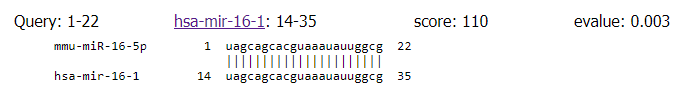 Query: 1-22 hsa-mir-16-1: 14-35 score: 110 evalue: 0.003
mmu-miR-16-5p 1 uagcagcacguaaauauuggcg 22
||||||||||||||||||||||
hsa-mir-16-1 14 uagcagcacguaaauauuggcg 35